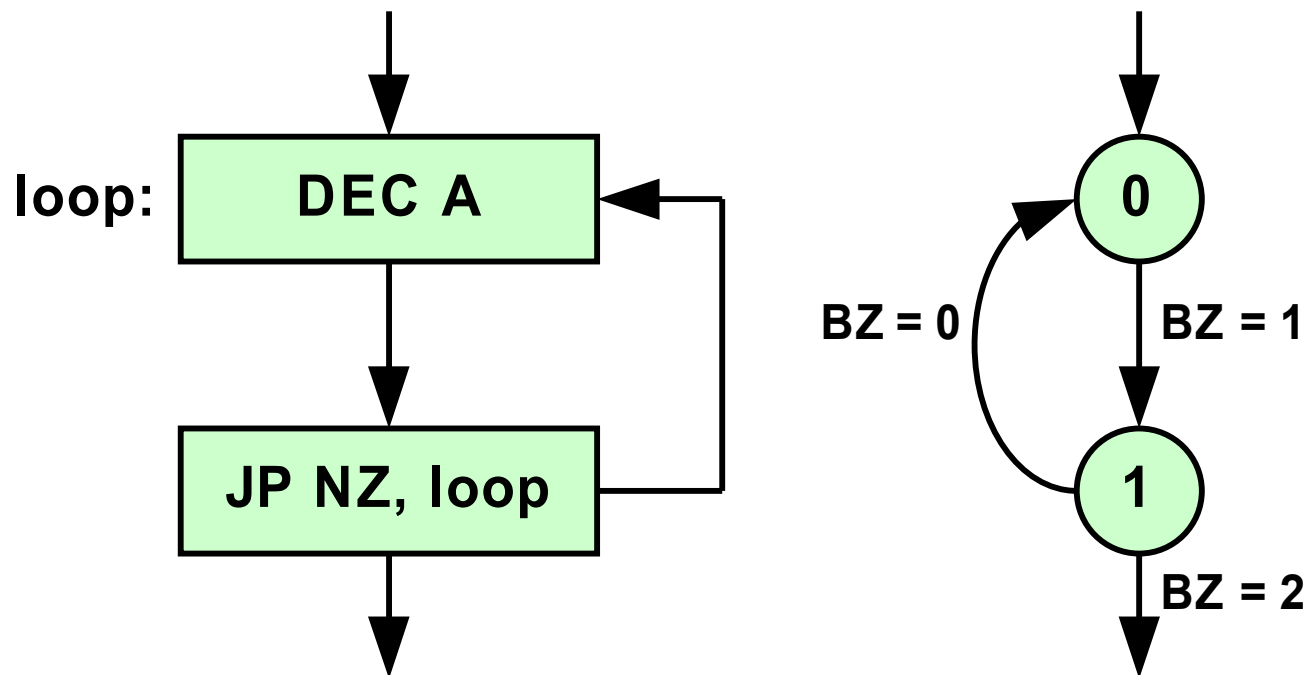 loop: DEC A
JP NZ, loop
0
BZ = 0
BZ = 1
1
BZ = 2